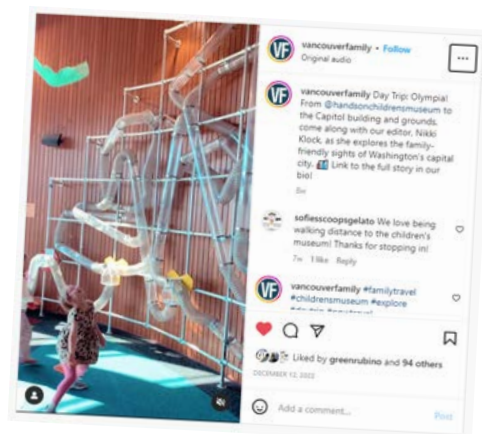 VF
vancouverfamily • Follow
Original audio
...
VF
vancouverfamily Day Trip: Olympia!
From @handsonchildrensmuseum to
the Capitol building and grounds,
come along with our editor, Nikki
Klock, as she explores the family-
friendly sights of Washington's capital
city. Link to the full story in our
bio!
8w
sofiesscoopsgelato We love being
walking distance to the children's
museum! Thanks for stopping in!
7w 1 like Reply
VF
vancouverfamily #familytravel
#childrensmuseum #explore
Liked by greenrubino and 94 others
DECEMBER 12, 2022
Add a comment...
Post